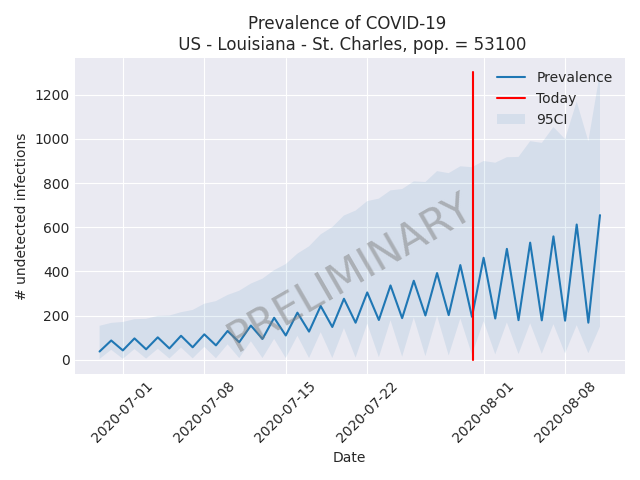 Prevalence of COVID-19
US - Louisiana - St. Charles, pop. = 53100
Prevalence
Today
95CI
1200
1000
800
600
400
200
0
# undetected infections
PRELIMINARY
2020-07-01
2020-07-08
2020-07-15
2020-07-22
2020-08-01
2020-08-08
Date